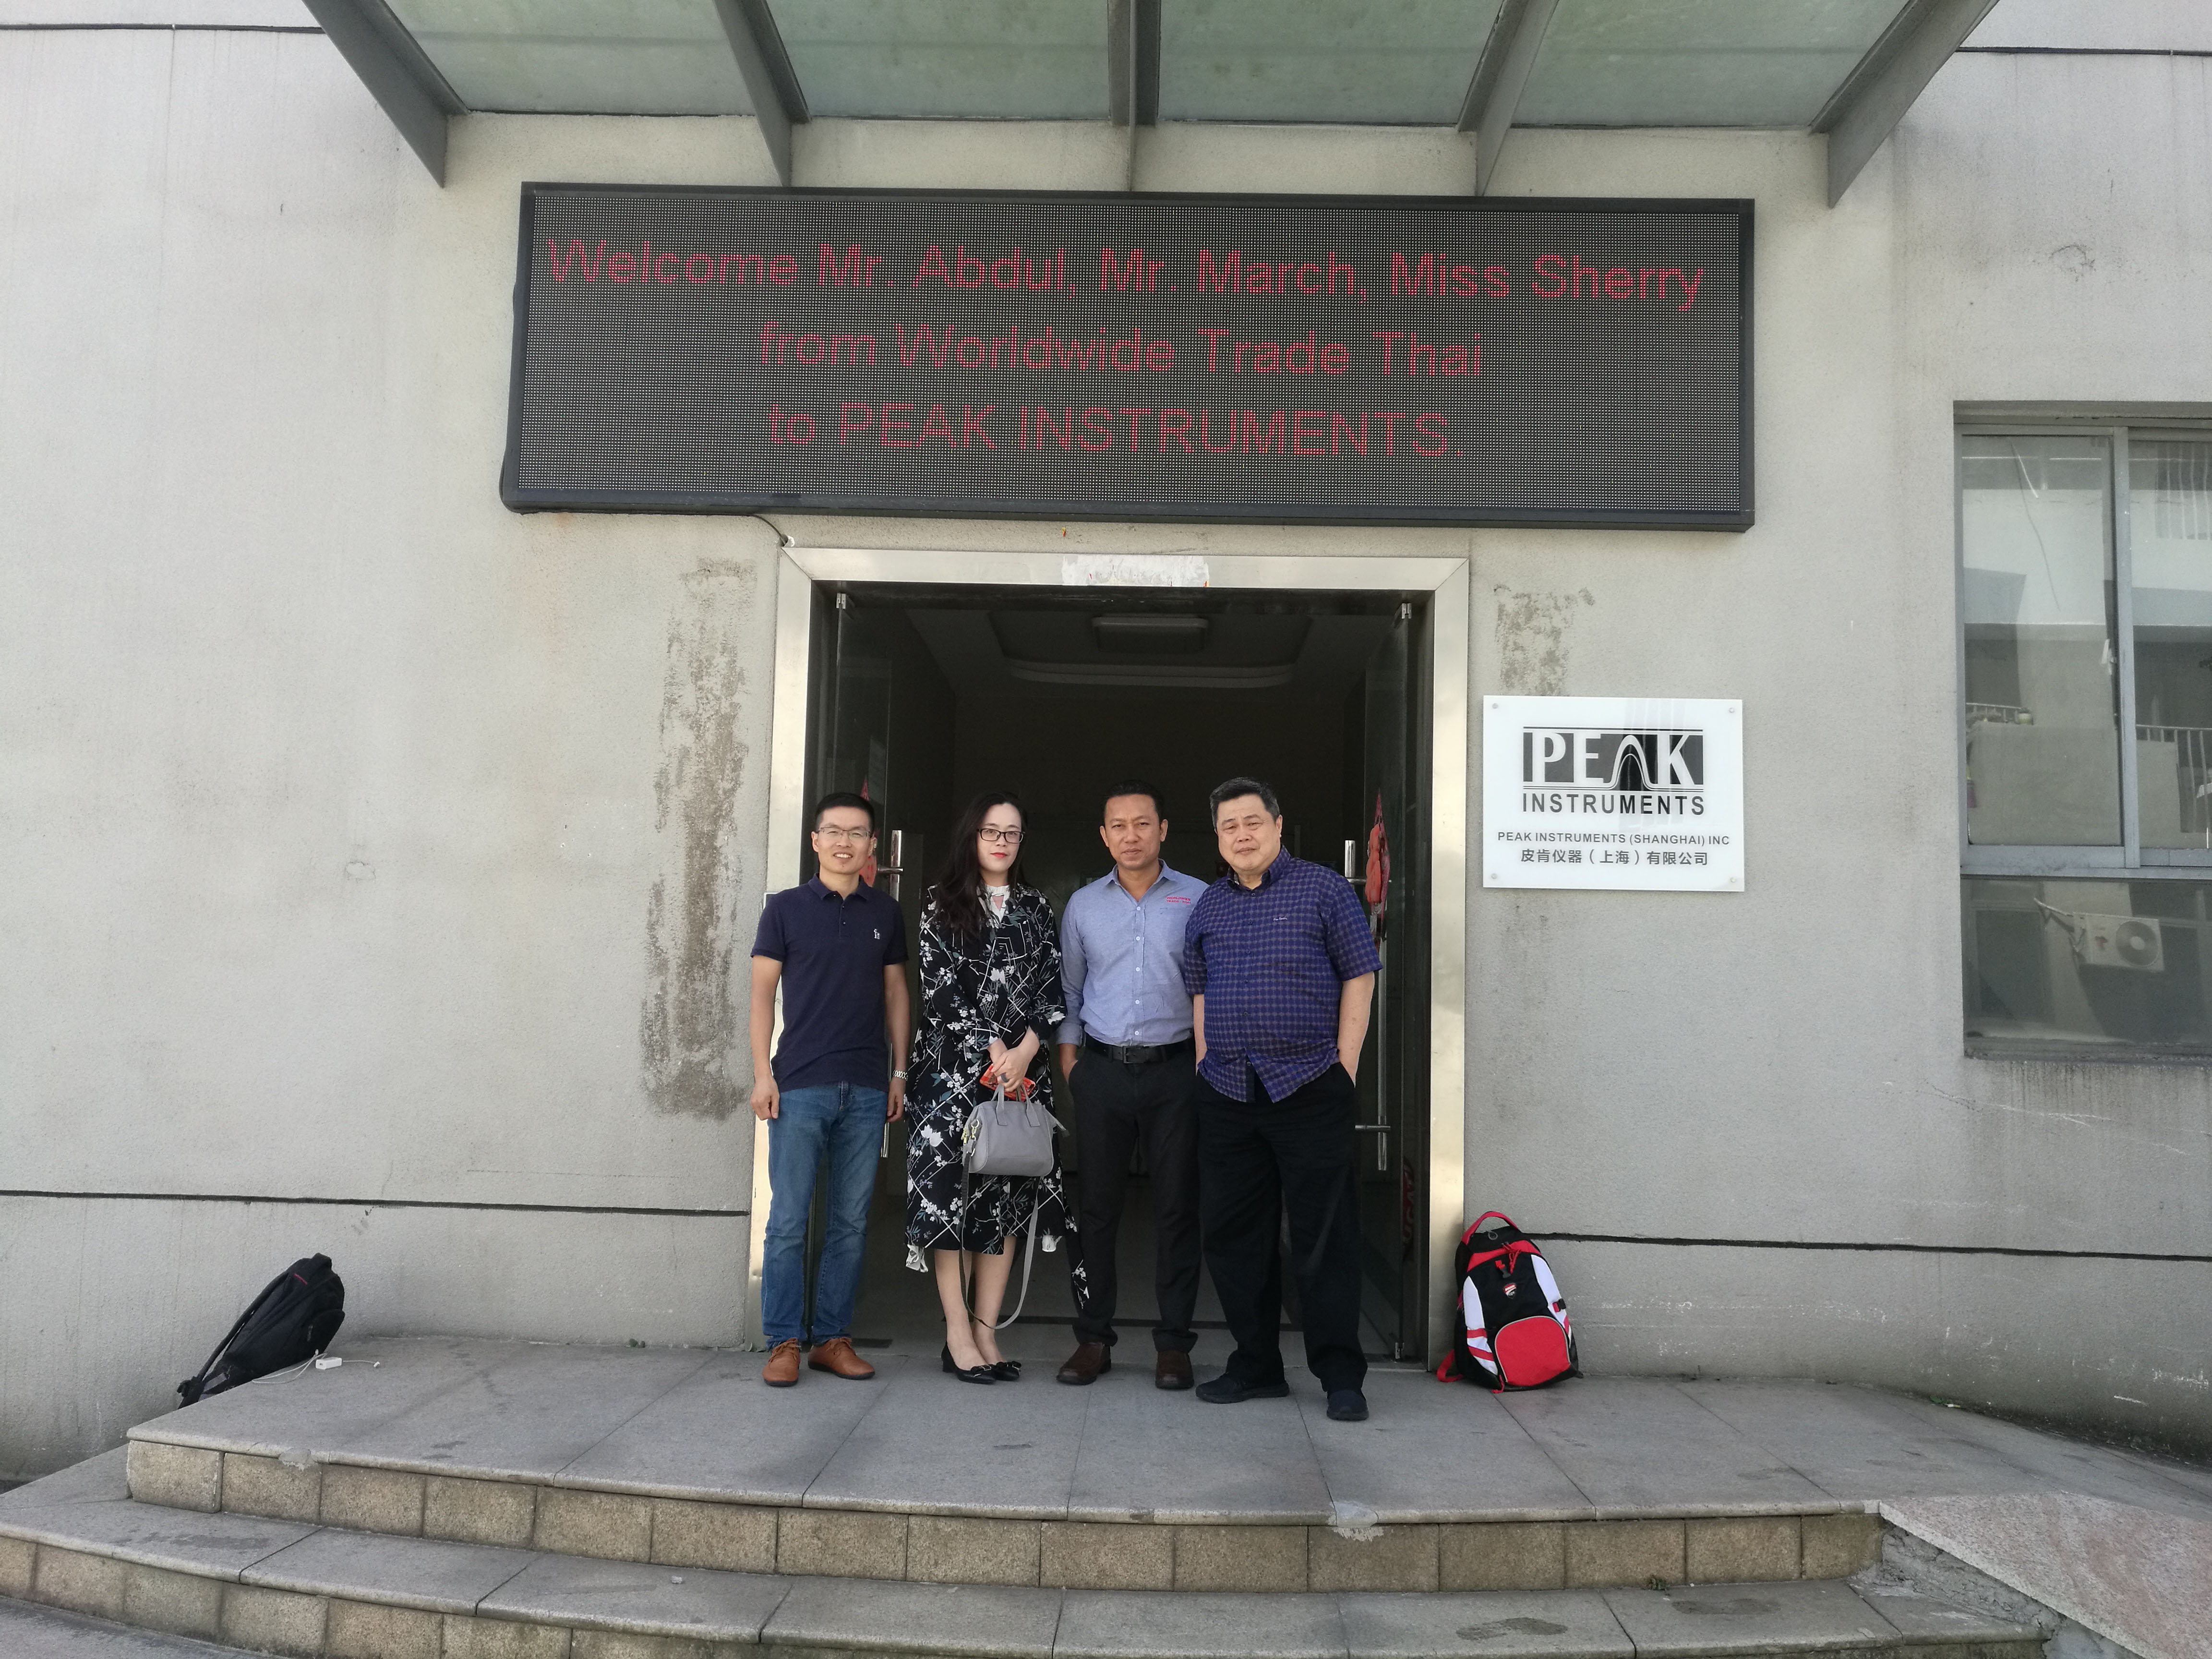 Welcome Mr. Abdul, Mr. March, Miss Sherry
from Worldwide Trade Thai
to PEAK INSTRUMENTS.
PEAK
INSTRUMENTS
PEAK INSTRUMENTS (SHANGHAI) INC
皮肯仪器（上海）有限公司